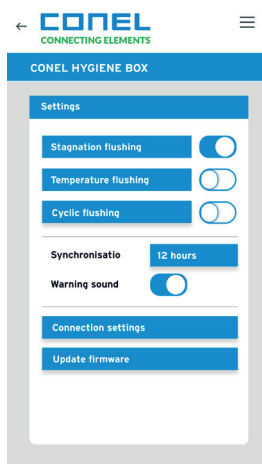 CONEL
CONNECTING ELEMENTS
CONEL HYGIENE BOX
Settings
Stagnation flushing
Temperature flushing
Cyclic flushing
Synchronisatio 12 hours
Warning sound
Connection settings
Update firmware